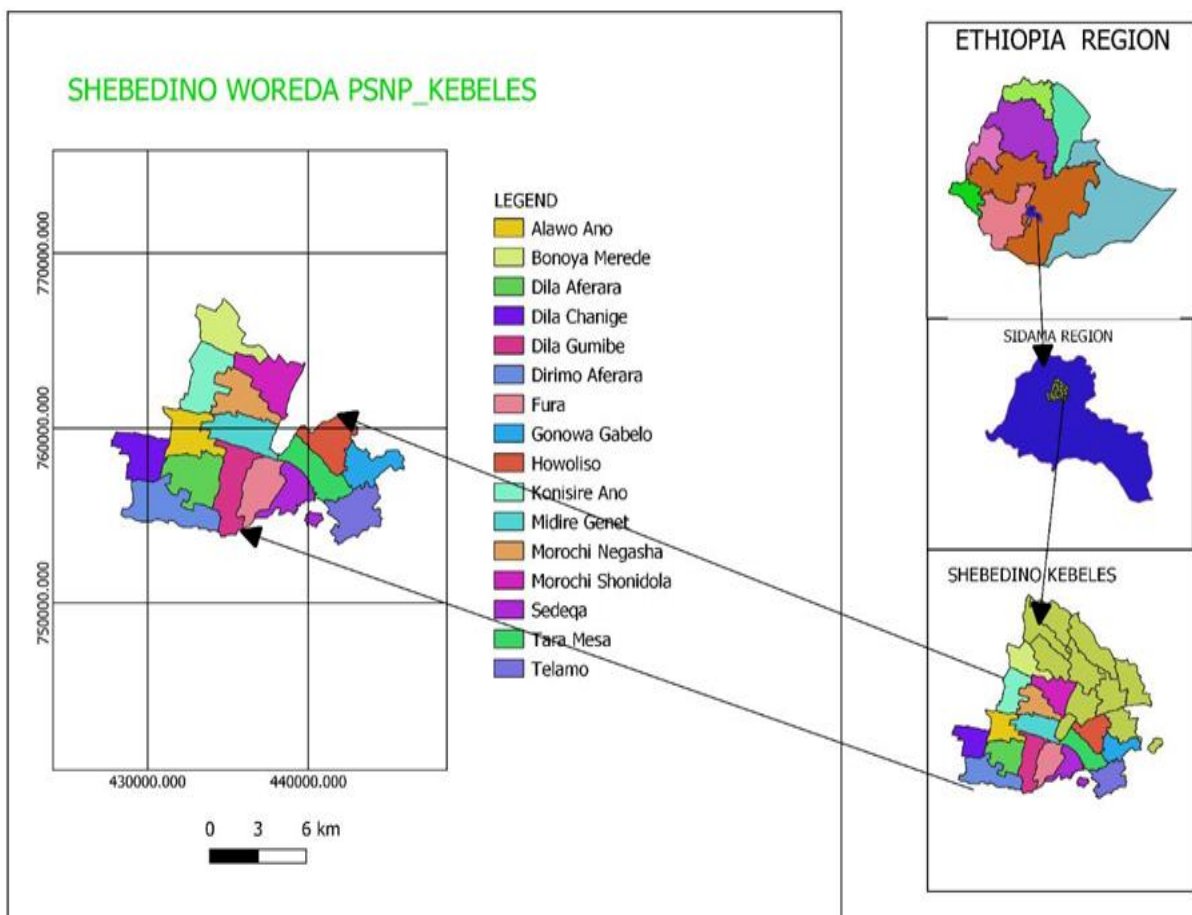 SHEBEDINO WOREDA PSNP_KEBELES
770000.000
760000.000
750000.000
430000.000
440000.000
0 3 6 km
LEGEND
Alawo Ano
Bonoya Merede
Dila Aferara
Dila Chanige
Dila Gumibe
Dirimo Aferara
Fura
Gonowa Gabelo
Howoliso
Konisire Ano
Midire Genet
Morochi Negasha
Morochi Shonidola
Sedeqa
Tara Mesa
Telamo
ETHIOPIA REGION
SIDAMA REGION
SHEBEDINO KEBELES